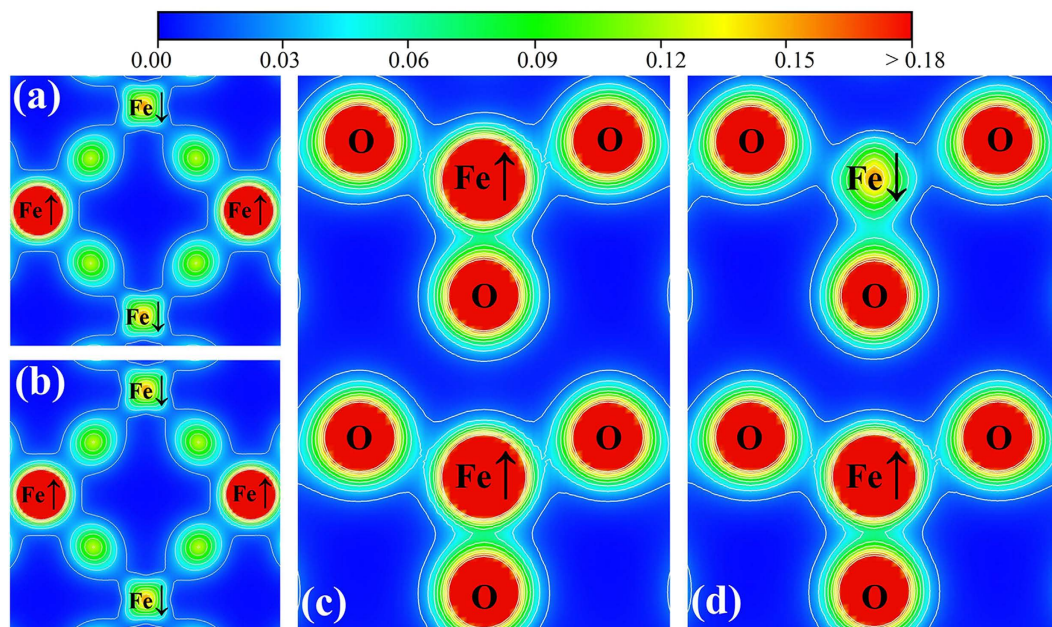 0.00 0.03 0.06 0.09 0.12 0.15 > 0.18
(a)
Fe↓
Fe↑ Fe↑
Fe↓
(b)
Fe↓
Fe↑ Fe↑
Fe↓
O O
Fe↑
O
O O
Fe↑
O
(c)
O O
Fe↓
O
O O
Fe↑
O
(d)